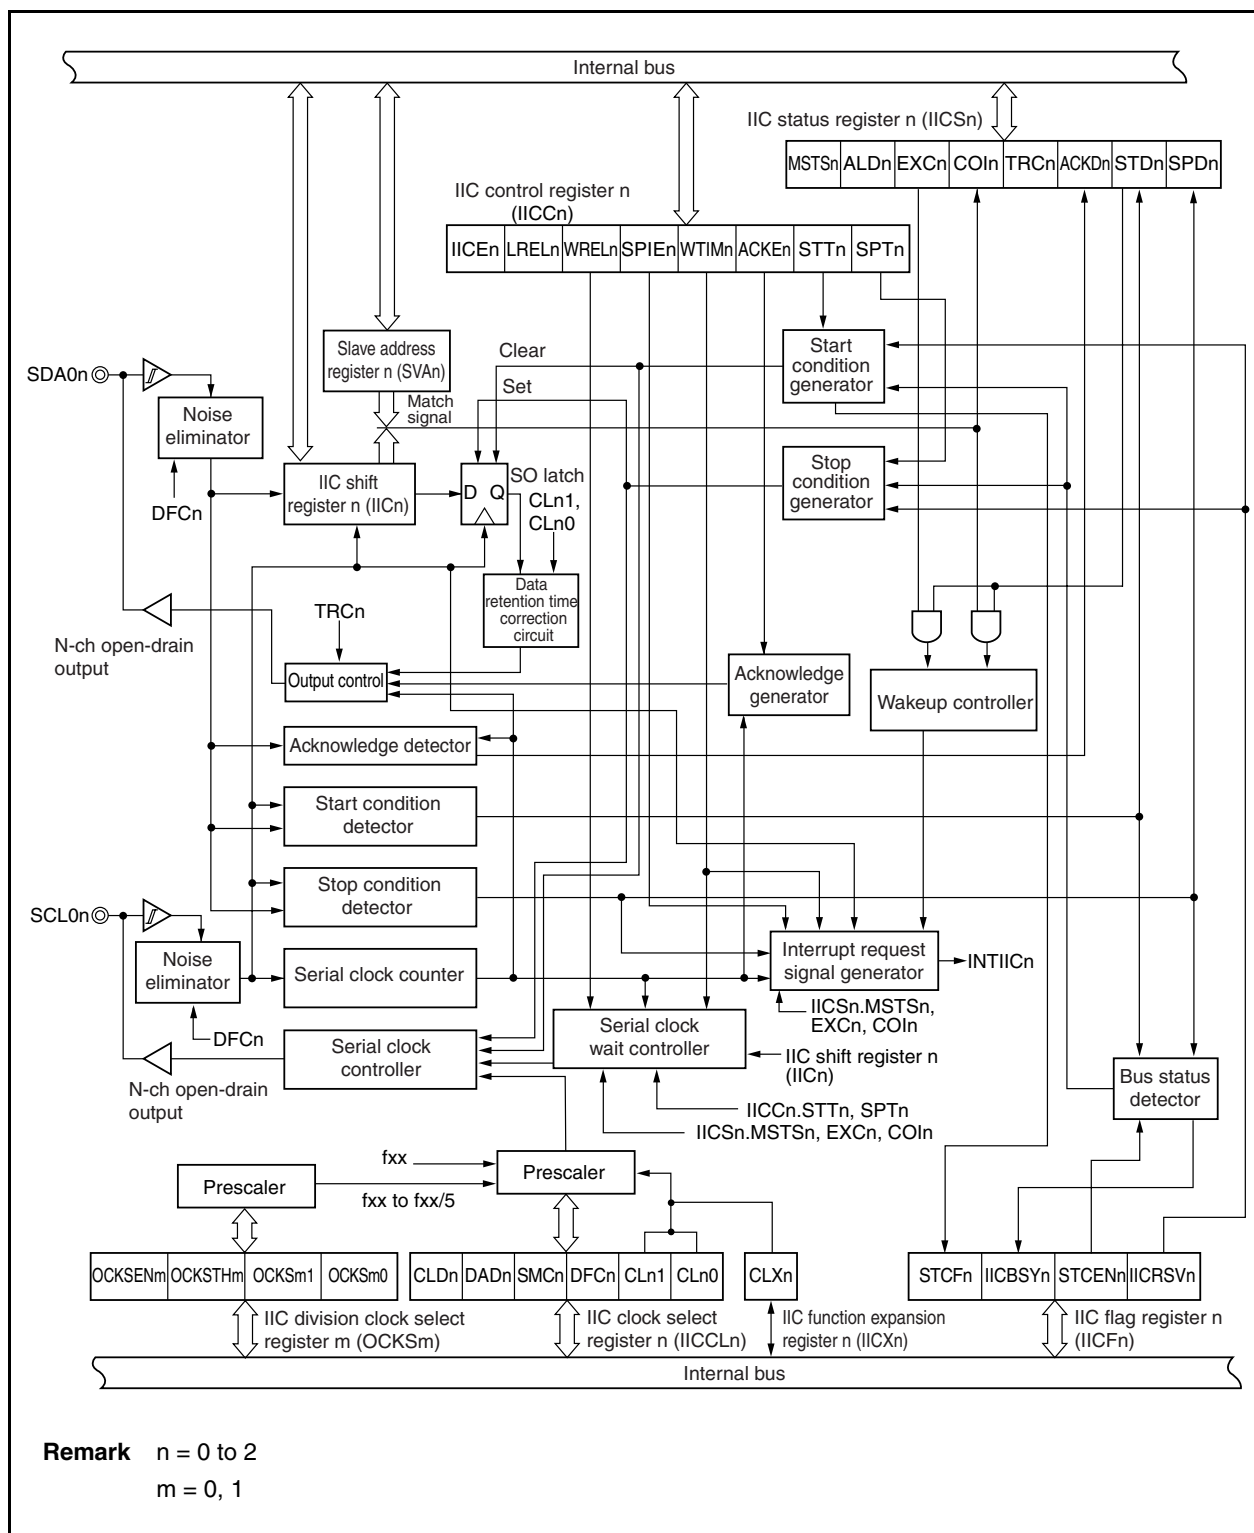 Internal bus
IIC status register n (IICSn)
MSTSn ALDn EXCn COIn TRCn ACKDn STDn SPDn
IIC control register n
(IICCn)
IICEn LRELn WRELn SPIEn WTIMn ACKEn STTn SPTn
Slave address
register n (SVAn)
Clear
Start
condition
generator
SDA0n
Set
Match
signal
Noise
eliminator
Stop
condition
generator
IIC shift
register n (IICn)
D Q
SO latch
CLn1,
CLn0
DFCn
Data
retention time
correction
circuit
TRCn
N-ch open-drain
output
Output control
Acknowledge
generator
Wakeup controller
Acknowledge detector
Start condition
detector
Stop condition
detector
SCL0n
Noise
eliminator
Serial clock counter
Interrupt request
signal generator
INTIICn
IICSn.MSTSn,
EXCn, COIn
DFCn
Serial clock
controller
Serial clock
wait controller
IIC shift register n
(IICn)
N-ch open-drain
output
Bus status
detector
IICCn.STTn, SPTn
IICSn.MSTSn, EXCn, COIn
fxx
Prescaler
Prescaler
fxx to fxx/5
OCKSENm OCKSTHm OCKSm1 OCKSm0
CLDn DADn SMCn DFCn CLn1 CLn0
CLXn
STCFn IICBSYn STCENn IICRSVn
IIC division clock select
register m (OCKSm)
IIC clock select
register n (IICCLn)
IIC function expansion
register n (IICXn)
IIC flag register n
(IICFn)
Internal bus
Remark n = 0 to 2
m = 0, 1